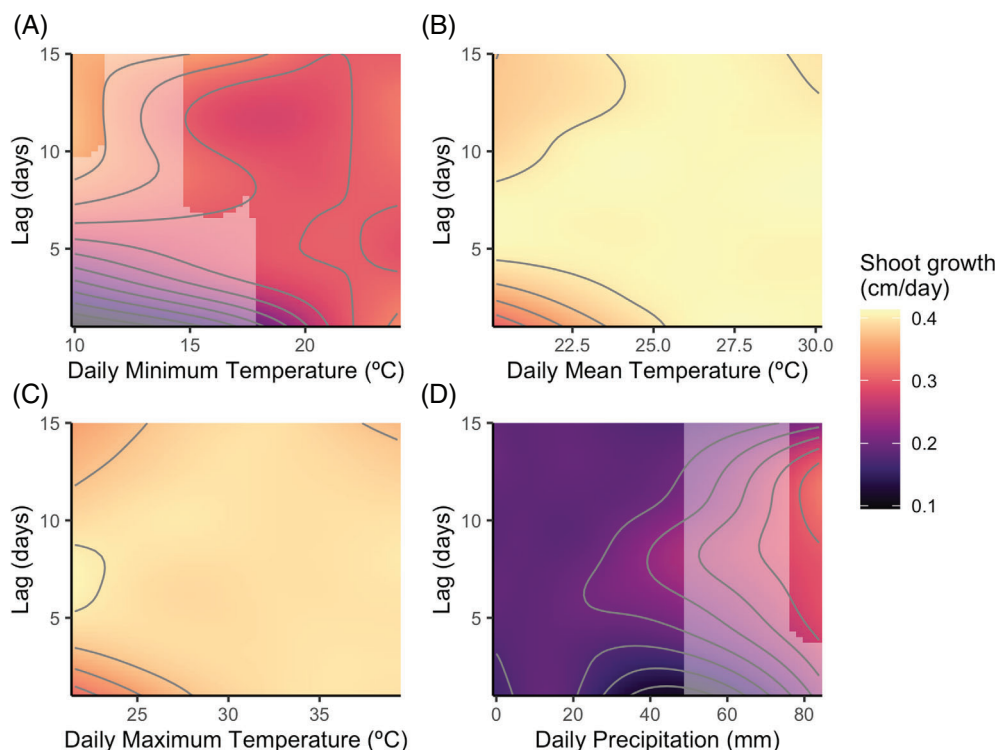 (A)
15
10
5
Lag (days)
10
15
20
Daily Minimum Temperature (ºC)
(B)
15
10
5
Lag (days)
22.5
25.0
27.5
30.0
Daily Mean Temperature (ºC)
Shoot growth
(cm/day)
0.4
0.3
0.2
0.1
(C)
15
10
5
Lag (days)
25
30
35
Daily Maximum Temperature (ºC)
(D)
15
10
5
Lag (days)
0
20
40
60
80
Daily Precipitation (mm)